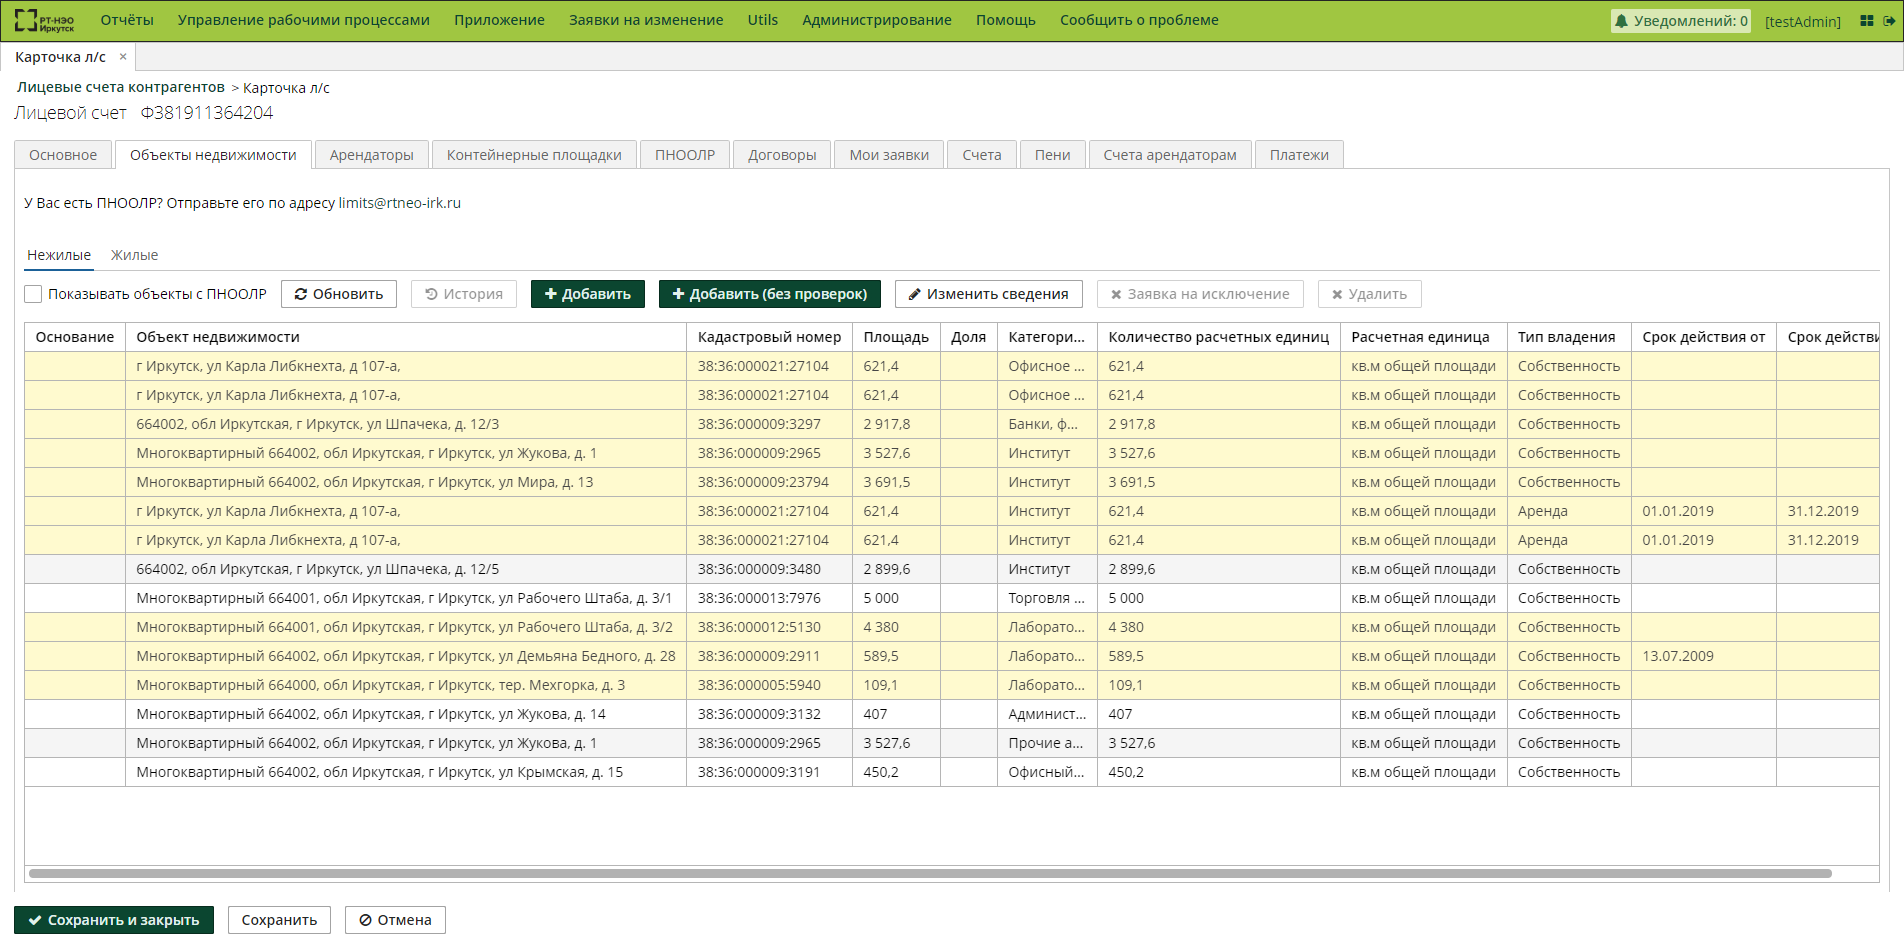 РТ-НЭО Иркутск Отчёты Управление рабочими процессами Приложение Заявки на изменение Utils Администрирование Помощь Сообщить о проблеме Уведомлений: 0 [testAdmin]
Карточка л/с ×
Лицевые счета контрагентов > Карточка л/с
Лицевой счет Ф381911364204
Основное Объекты недвижимости Арендаторы Контейнерные площадки ПНООЛР Договоры Мои заявки Счета Пени Счета арендаторам Платежи
У Вас есть ПНООЛР? Отправьте его по адресу limits@rtneo-irk.ru
Нежилые Жилые
Показывать объекты с ПНООЛР Обновить История Добавить Добавить (без проверок) Изменить сведения Заявка на исключение Удалить
Основание Объект недвижимости Кадастровый номер Площадь Доля Категори... Количество расчетных единиц Расчетная единица Тип владения Срок действия от Срок действи
г Иркутск, ул Карла Либкнехта, д 107-а, 38:36:000021:27104 621,4 Офисное ... 621,4 кв.м общей площади Собственность
г Иркутск, ул Карла Либкнехта, д 107-а, 38:36:000021:27104 621,4 Офисное ... 621,4 кв.м общей площади Собственность
664002, обл Иркутская, г Иркутск, ул Шпачека, д. 12/3 38:36:000009:3297 2 917,8 Банки, ф... 2 917,8 кв.м общей площади Собственность
Многоквартирный 664002, обл Иркутская, г Иркутск, ул Жукова, д. 1 38:36:000009:2965 3 527,6 Институт 3 527,6 кв.м общей площади Собственность
Многоквартирный 664002, обл Иркутская, г Иркутск, ул Мира, д. 13 38:36:000009:23794 3 691,5 Институт 3 691,5 кв.м общей площади Собственность
г Иркутск, ул Карла Либкнехта, д 107-а, 38:36:000021:27104 621,4 Институт 621,4 кв.м общей площади Аренда 01.01.2019 31.12.2019
г Иркутск, ул Карла Либкнехта, д 107-а, 38:36:000021:27104 621,4 Институт 621,4 кв.м общей площади Аренда 01.01.2019 31.12.2019
664002, обл Иркутская, г Иркутск, ул Шпачека, д. 12/5 38:36:000009:3480 2 899,6 Институт 2 899,6 кв.м общей площади Собственность
Многоквартирный 664001, обл Иркутская, г Иркутск, ул Рабочего Штаба, д. 3/1 38:36:000013:7976 5 000 Торговля ... 5 000 кв.м общей площади Собственность
Многоквартирный 664001, обл Иркутская, г Иркутск, ул Рабочего Штаба, д. 3/2 38:36:000012:5130 4 380 Лаборато... 4 380 кв.м общей площади Собственность
Многоквартирный 664002, обл Иркутская, г Иркутск, ул Демьяна Бедного, д. 28 38:36:000009:2911 589,5 Лаборато... 589,5 кв.м общей площади Собственность 13.07.2009
Многоквартирный 664000, обл Иркутская, г Иркутск, тер. Мехгорка, д. 3 38:36:000005:5940 109,1 Лаборато... 109,1 кв.м общей площади Собственность
Многоквартирный 664002, обл Иркутская, г Иркутск, ул Жукова, д. 14 38:36:000009:3132 407 Админист... 407 кв.м общей площади Собственность
Многоквартирный 664002, обл Иркутская, г Иркутск, ул Жукова, д. 1 38:36:000009:2965 3 527,6 Прочие а... 3 527,6 кв.м общей площади Собственность
Многоквартирный 664002, обл Иркутская, г Иркутск, ул Крымская, д. 15 38:36:000009:3191 450,2 Офисный... 450,2 кв.м общей площади Собственность
Сохранить и закрыть Сохранить Отмена